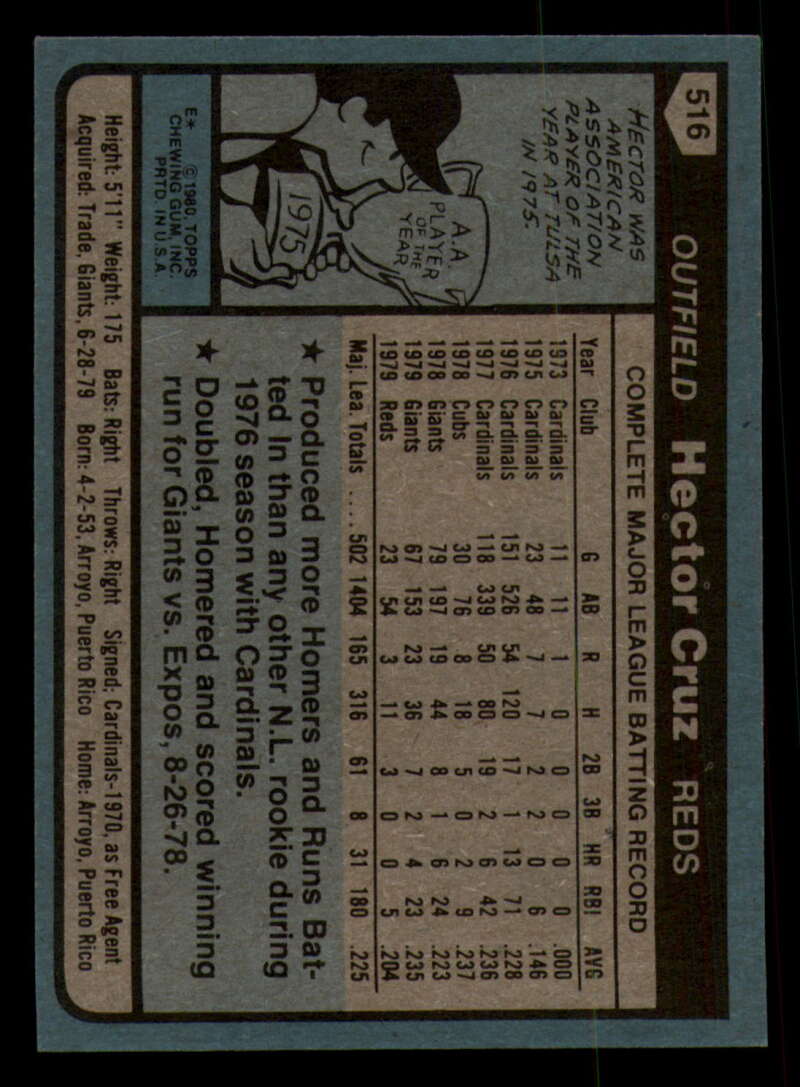 516 OUTFIELD Hector Cruz REDS
HECTOR WAS
AMERICAN
ASSOCIATION
PLAYER OF THE
YEAR AT TULSA
IN 1975.
A.A.
PLAYER
OF THE
YEAR
1975
E* © 1980 TOPPS
CHEWING GUM, INC.
PRTD. IN U.S.A.
COMPLETE MAJOR LEAGUE BATTING RECORD
Year Club G AB R H 2B 3B HR RBI AVG
1973 Cardinals 11 11 1 0 0 0 0 0 .000
1975 Cardinals 23 48 7 7 2 2 0 6 .146
1976 Cardinals 151 526 54 120 17 1 13 71 .228
1977 Cardinals 118 339 50 80 19 2 6 42 .236
1978 Cubs 30 76 8 18 5 0 2 9 .237
1978 Giants 79 197 19 44 8 1 6 24 .223
1979 Giants 67 153 23 36 7 2 4 23 .235
1979 Reds 23 54 3 11 3 0 0 5 .204
Maj. Lea. Totals .... 502 1404 165 316 61 8 31 180 .225
★ Produced more Homers and Runs Bat-
ted In than any other N.L. rookie during
1976 season with Cardinals.
★ Doubled, Homered and scored winning
run for Giants vs. Expos, 8-26-78.
Height: 5'11" Weight: 175 Bats: Right Throws: Right Signed: Cardinals-1970, as Free Agent
Acquired: Trade, Giants, 6-28-79 Born: 4-2-53, Arroyo, Puerto Rico Home: Arroyo, Puerto Rico